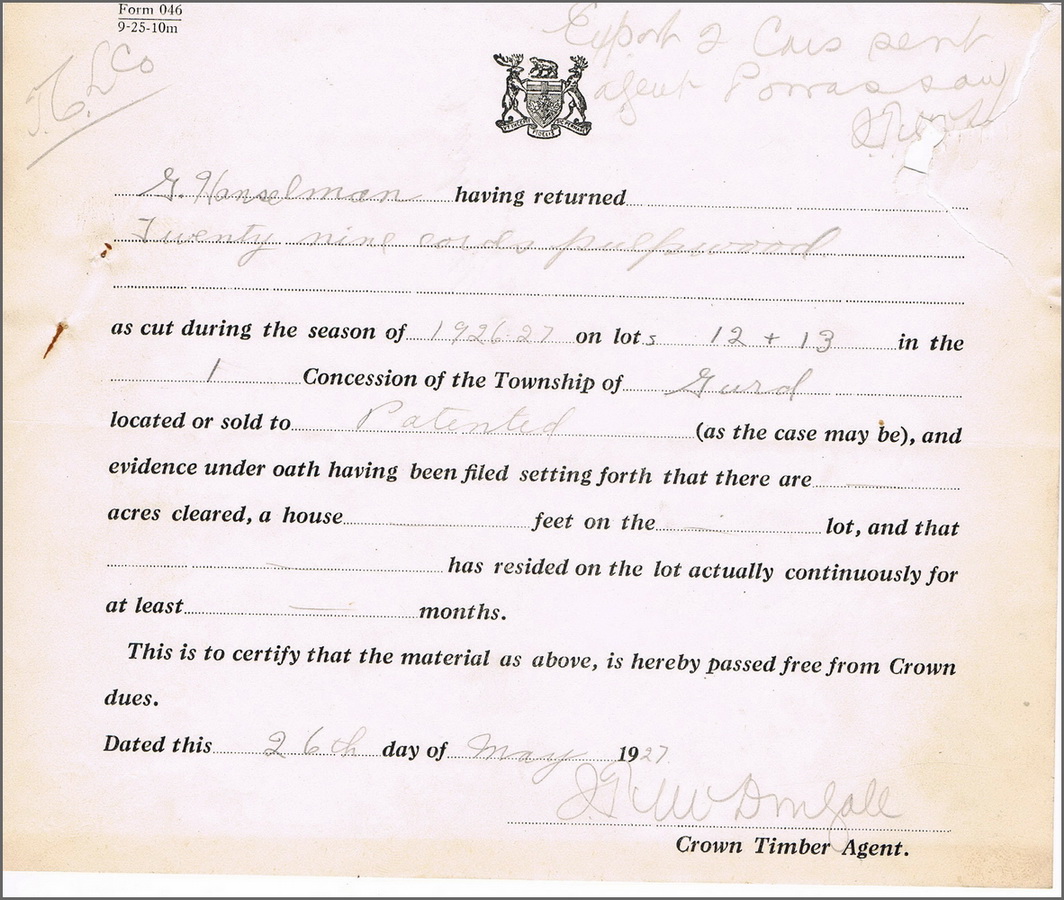 Form 046
9-25-10m
Export 2 Cars sent
agent Powassan
G. Hanselman having returned
Twenty nine cords pulpwood
as cut during the season of 1926-27 on lots 12 + 13 in the
1 Concession of the Township of Gurd
located or sold to Patented (as the case may be), and
evidence under oath having been filed setting forth that there are
acres cleared, a house feet on the lot, and that
has resided on the lot actually continuously for
at least months.
This is to certify that the material as above, is hereby passed free from Crown
dues.
Dated this 26th day of May 1927
McDougall
Crown Timber Agent.